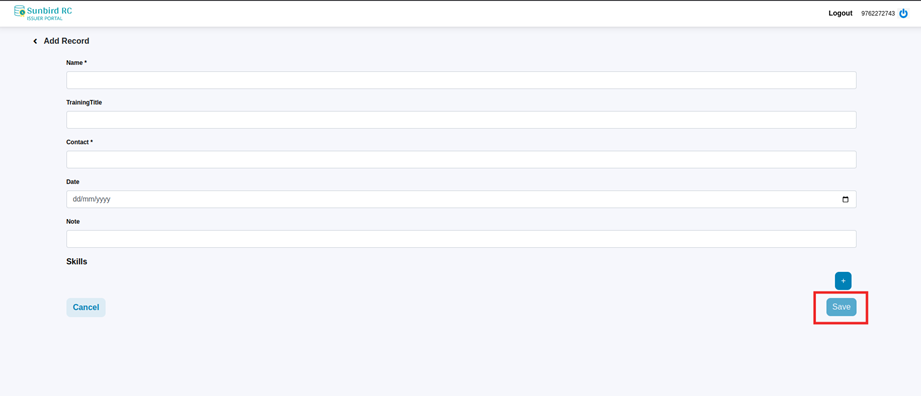 Sunbird RC
ISSUER PORTAL
Logout 9762272743
Add Record
Name *
TrainingTitle
Contact *
Date
dd/mm/yyyy
Note
Skills
+
Cancel
Save